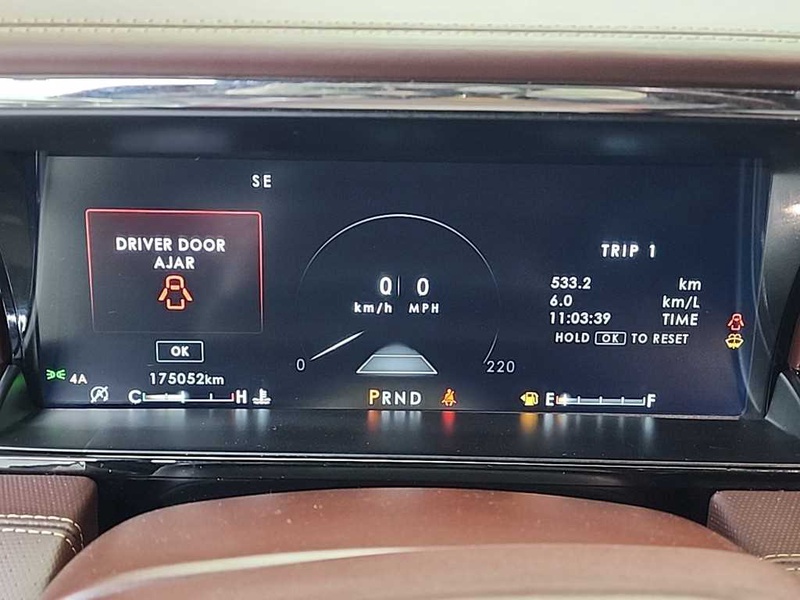 SE
DRIVER DOOR
AJAR
OK
4A
175052km
C H
0 0
km/h MPH
0 220
PRND
TRIP 1
533.2 km
6.0 km/L
11:03:39 TIME
HOLD OK TO RESET
E F